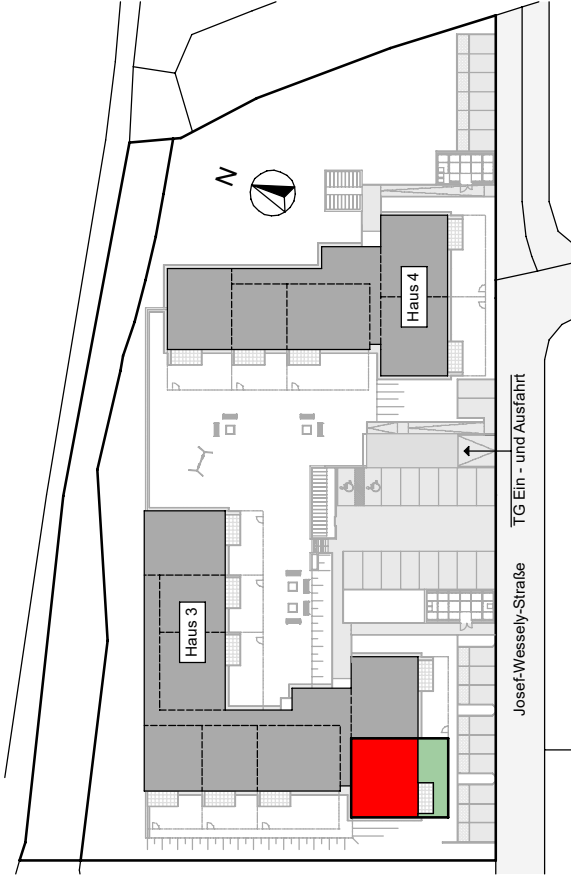 N
Haus 4
TG Ein - und Ausfahrt
Haus 3
Josef-Wessely-Straße